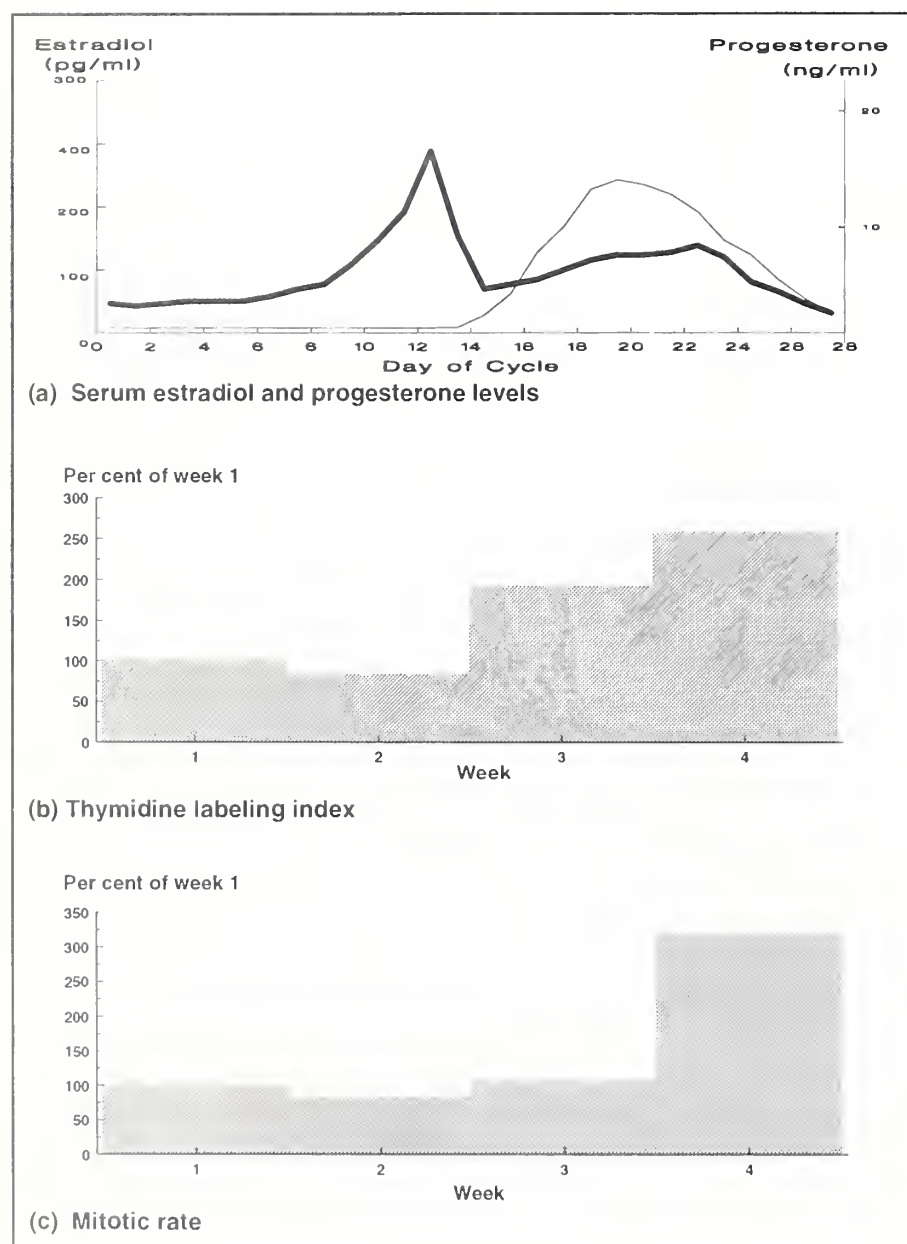 Estradiol
(pg/ml)
Progesterone
(ng/ml)
300
400
200
100
0
20
10
0 2 4 6 8 10 12 14 16 18 20 22 24 26 28
Day of Cycle
(a) Serum estradiol and progesterone levels
Per cent of week 1
300
250
200
150
100
50
0
1 2 3 4
Week
(b) Thymidine labeling index
Per cent of week 1
350
300
250
200
150
100
50
0
1 2 3 4
Week
(c) Mitotic rate